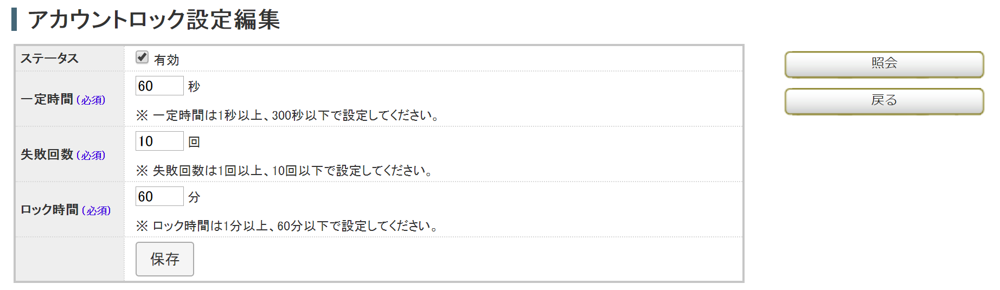 アカウントロック設定編集
ステータス
有効
一定時間 (必須)
60 秒
※ 一定時間は1秒以上、300秒以下で設定してください。
失敗回数 (必須)
10 回
※ 失敗回数は1回以上、10回以下で設定してください。
ロック時間 (必須)
60 分
※ ロック時間は1分以上、60分以下で設定してください。
保存
照会
戻る